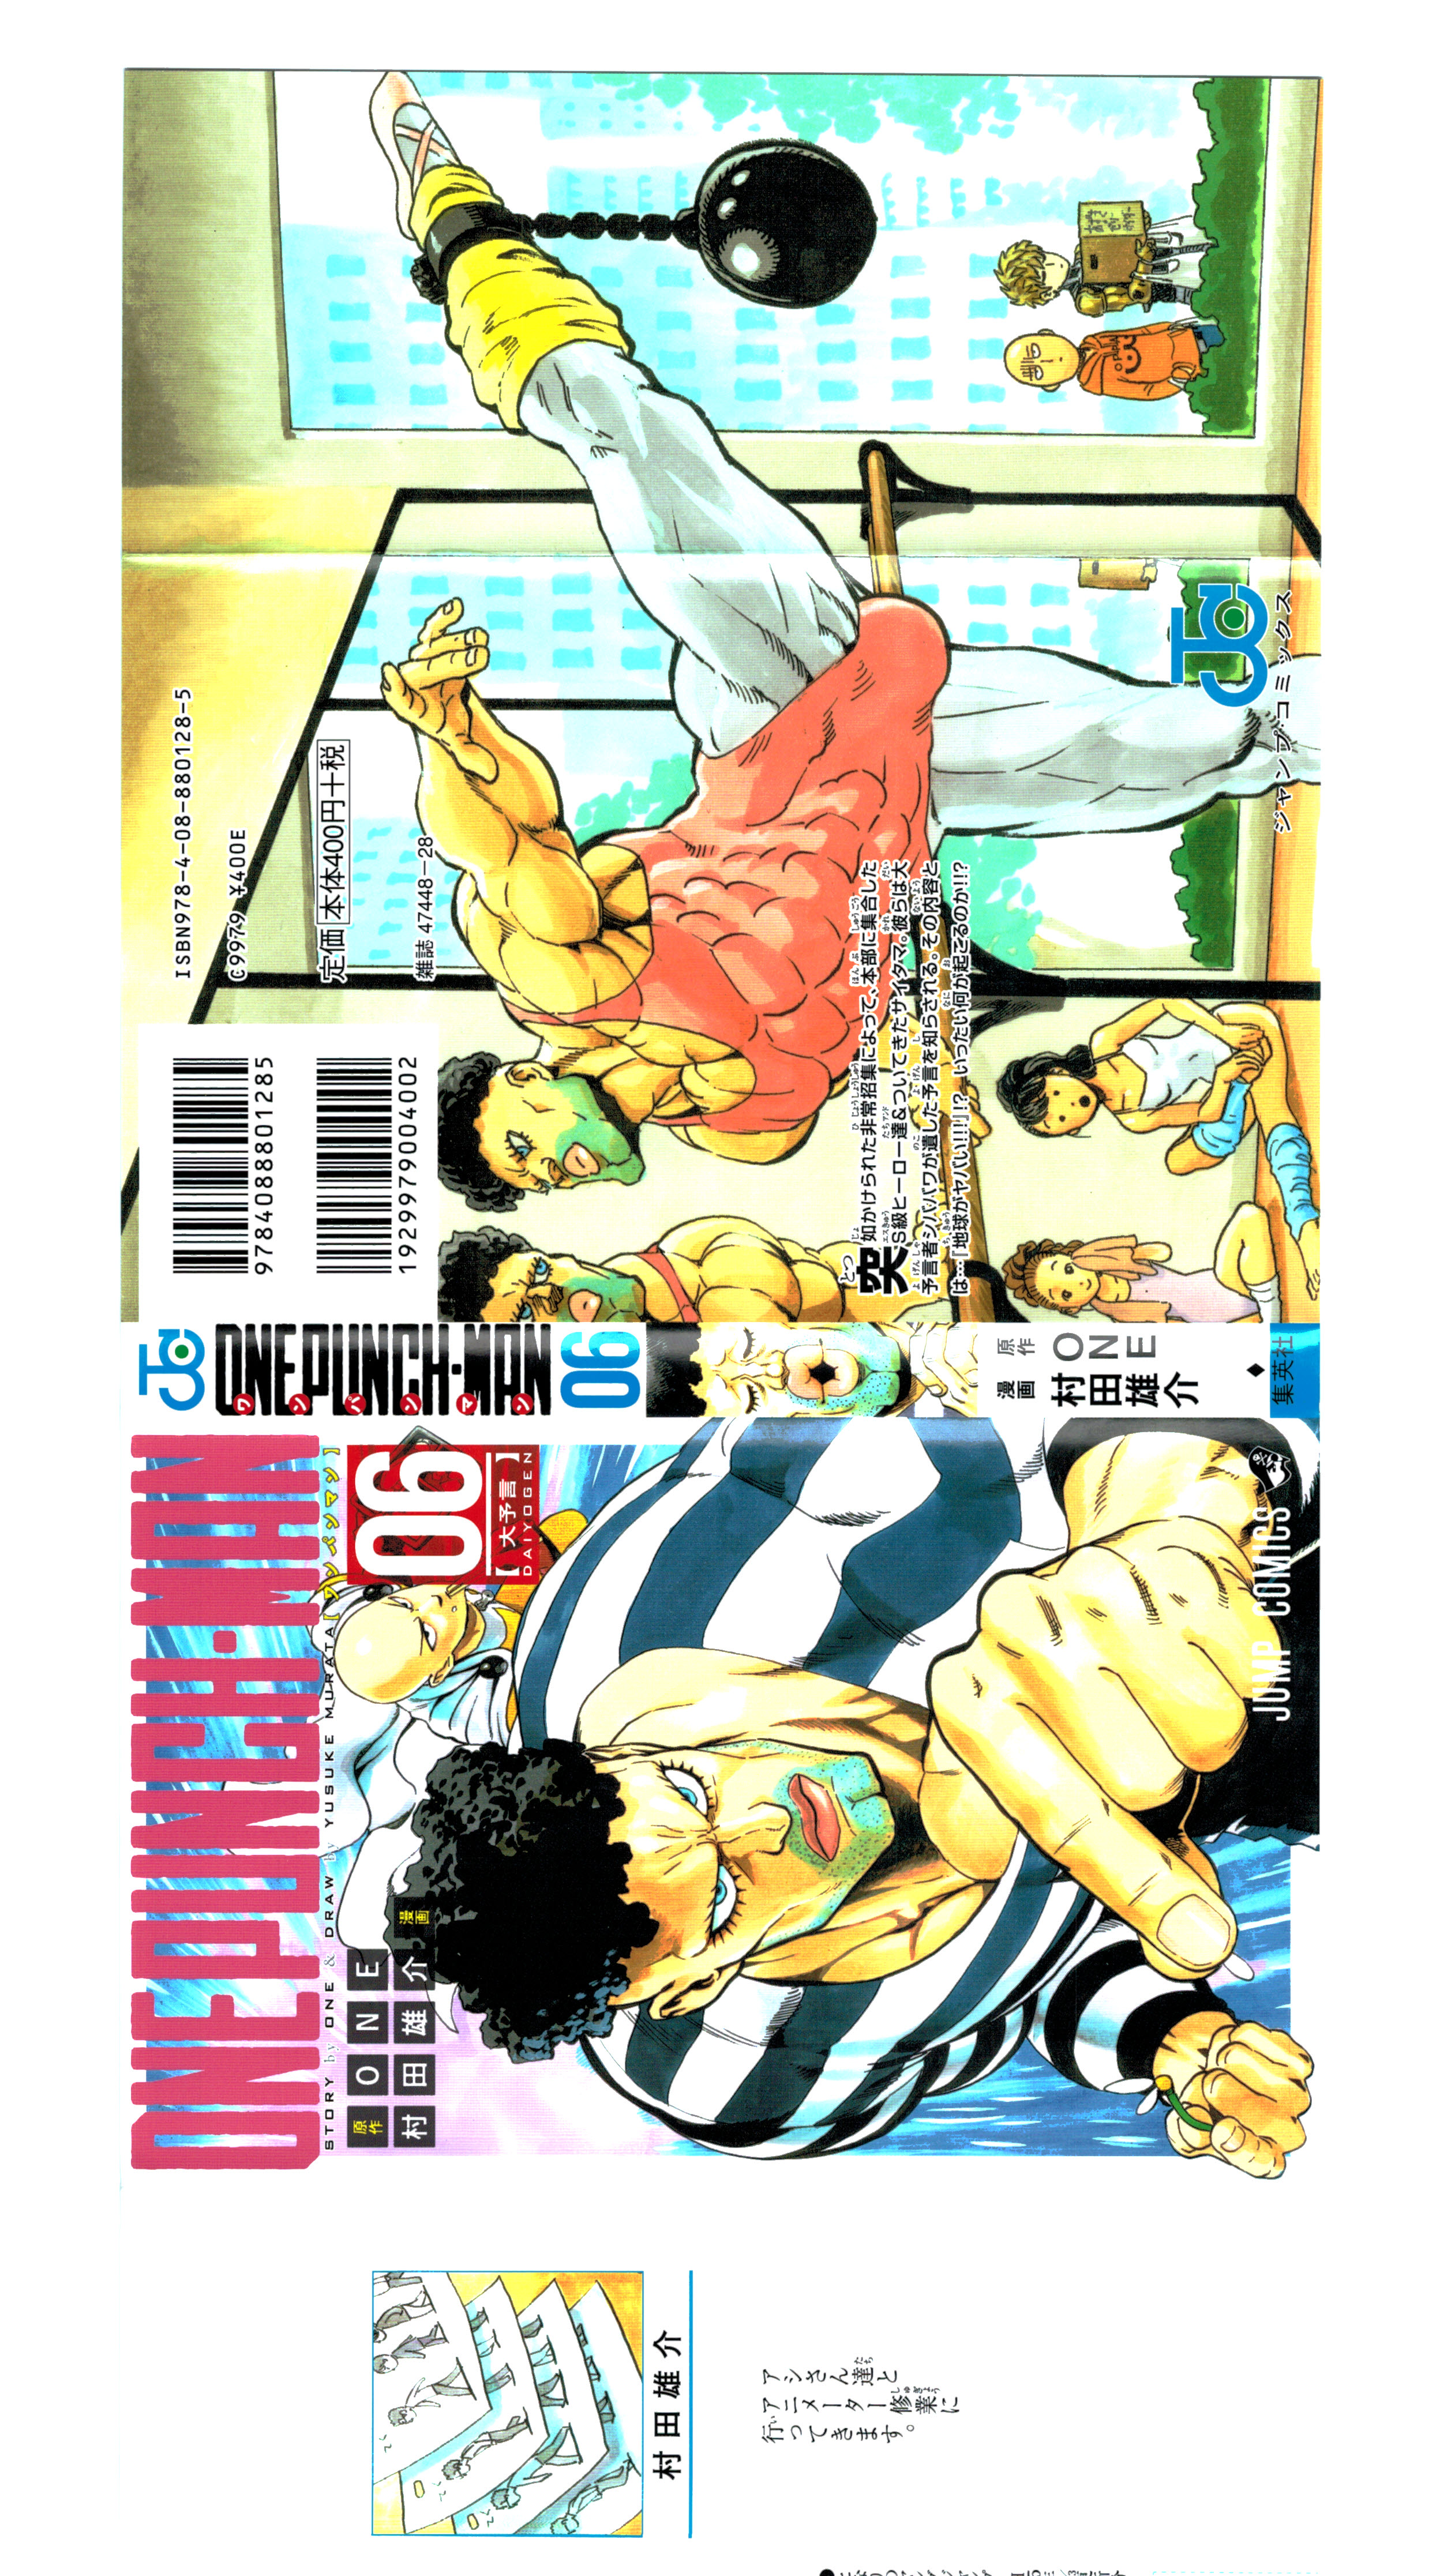 ISBN978-4-08-880128-5
C9979 ¥400E
定価 本体400円+税
雑誌 47448-28
9784088801285
1929979004002
突如かけられた非常招集によって、本部に集合した
S級ヒーロー達&ついてきたサイタマ。彼らは大
予言者シババワが遺した予言を知らされる。その内容と
は…「地球がヤバい!!!」!? いったい何が起こるのか!!?
JC
ジャンプ・コミックス
JC
ONE PUNCH-MAN
ワンパンマン
06
原作
ONE
漫画
村田雄介
集英社
ONE PUNCH-MAN
STORY by ONE & DRAW by YUSUKE MURATA【ワンパンマン】
原作 ONE
村田雄介 漫画
06
【大予言】
DAIYOGEN
JUMP COMICS
村田雄介
アシさん達と
アニメーター修業に
行ってきます。